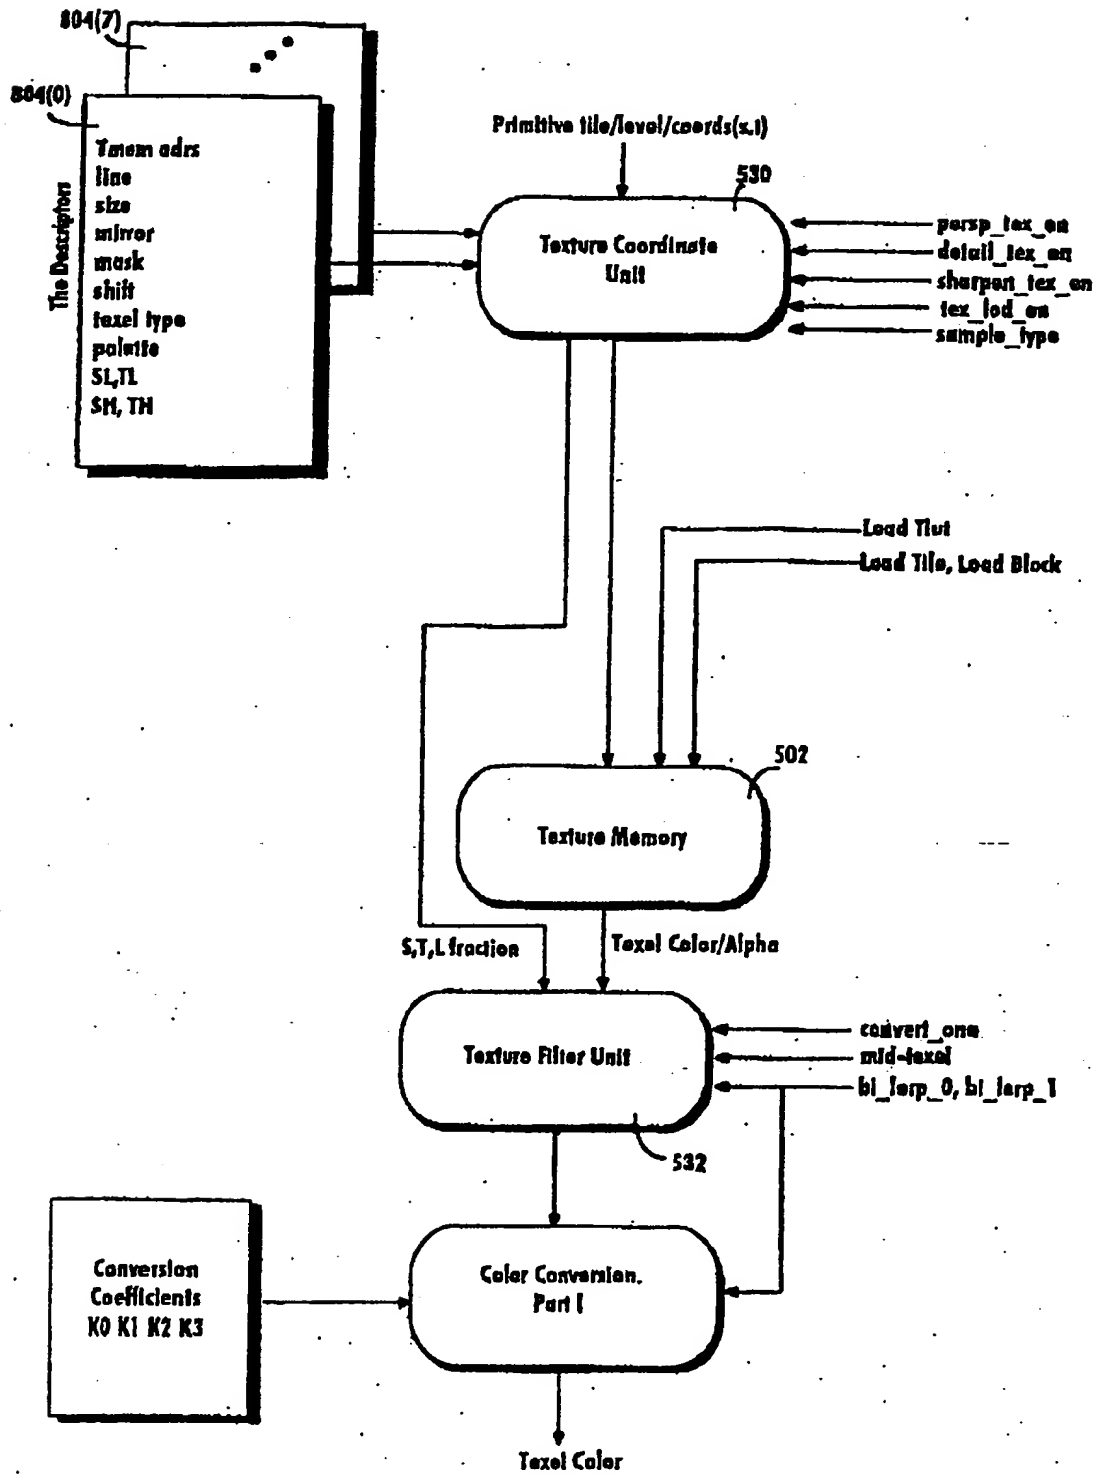 804(7)
804(0)
The Descriptors
Tmem adrs
line
size
mirror
mask
shift
texel type
palette
SL,TL
SH, TH
Primitive tile/level/coords(s,t)
530
Texture Coordinate
Unit
persp_tex_en
detail_tex_en
sharpen_tex_en
tex_lod_en
sample_type
Load Tlut
Load Tile, Load Block
502
Texture Memory
S,T,L fraction
Texel Color/Alpha
Texture Filter Unit
convert_one
mid-texel
bi_lerp_0, bi_lerp_1
532
Conversion
Coefficients
K0 K1 K2 K3
Color Conversion.
Part I
Texel Color